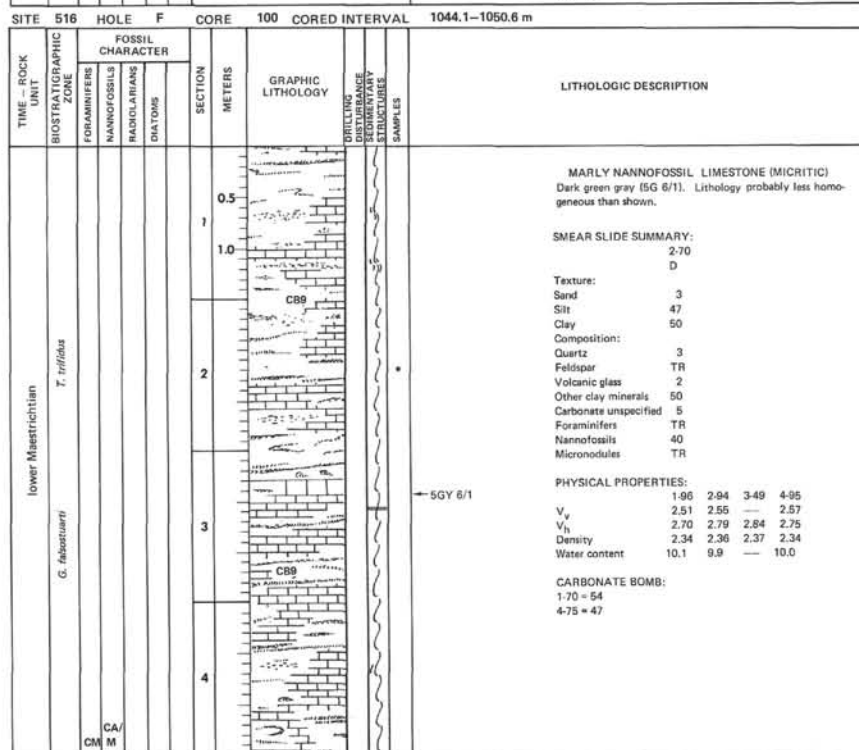 SITE 516 HOLE F CORE 100 CORED INTERVAL 1044.1–1050.6 m
TIME – ROCK UNIT
BIOSTRATIGRAPHIC ZONE
FOSSIL CHARACTER
FORAMINIFERS
NANNOFOSSILS
RADIOLARIANS
DIATOMS
SECTION
METERS
GRAPHIC LITHOLOGY
DRILLING DISTURBANCE
SEDIMENTARY STRUCTURES
SAMPLES
LITHOLOGIC DESCRIPTION
lower Maestrichtian
T. trifidus
G. falsostuarti
CM
CA/
M
1
0.5
1.0
CB9
2
*
3
CB9
4
5GY 6/1
MARLY NANNOFOSSIL LIMESTONE (MICRITIC)
Dark green gray (5G 6/1). Lithology probably less homo-
geneous than shown.
SMEAR SLIDE SUMMARY:
2-70
D
Texture:
Sand 3
Silt 47
Clay 50
Composition:
Quartz 3
Feldspar TR
Volcanic glass 2
Other clay minerals 50
Carbonate unspecified 5
Foraminifers TR
Nannofossils 40
Micronodules TR
PHYSICAL PROPERTIES:
1-96 2-94 3-49 4-95
Vv 2.51 2.55 — 2.57
Vh 2.70 2.79 2.84 2.75
Density 2.34 2.36 2.37 2.34
Water content 10.1 9.9 — 10.0
CARBONATE BOMB:
1-70 = 54
4-75 = 47